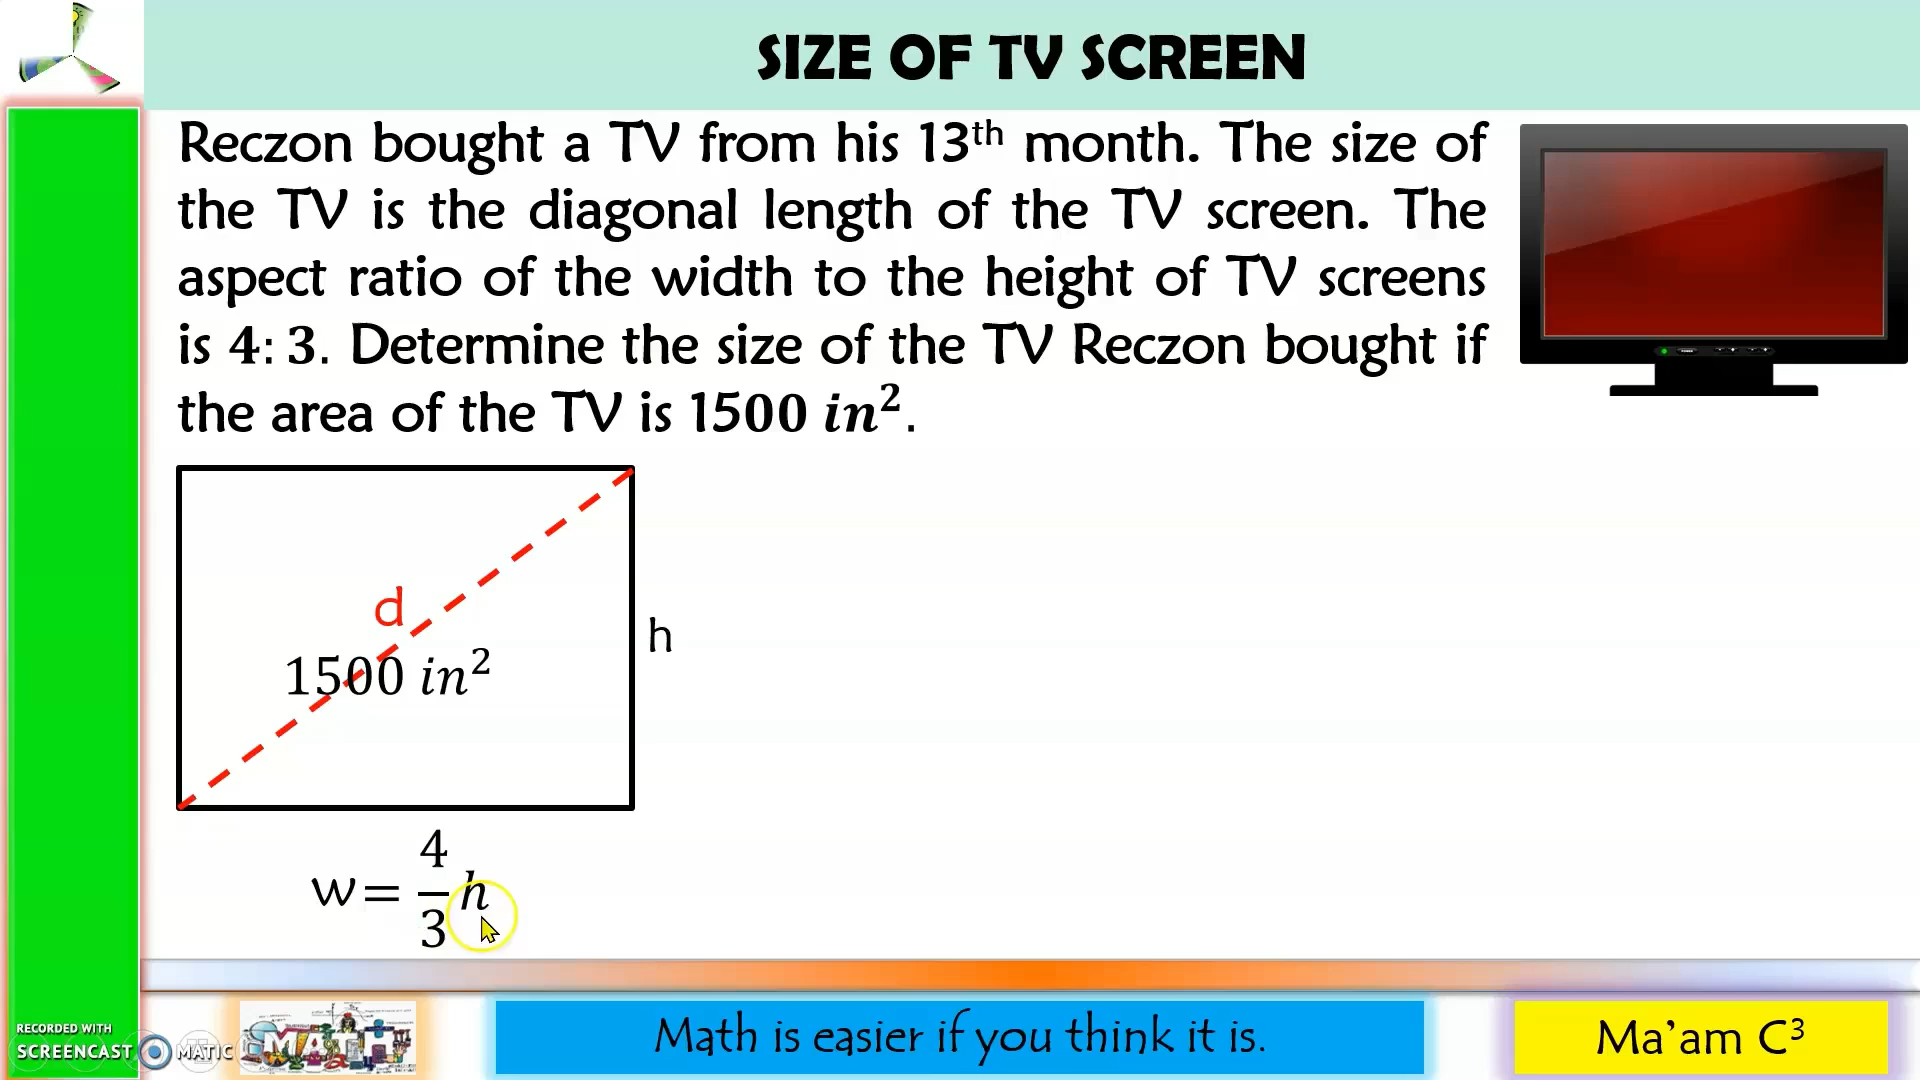 SIZE OF TV SCREEN
Reczon bought a TV from his 13th month. The size of
the TV is the diagonal length of the TV screen. The
aspect ratio of the width to the height of TV screens
is 4:3. Determine the size of the TV Reczon bought if
the area of the TV is 1500 in².
d
1500 in²
h
w = 4/3 h
RECORDED WITH
SCREENCAST MATIC
MATH
Math is easier if you think it is.
Ma'am C³